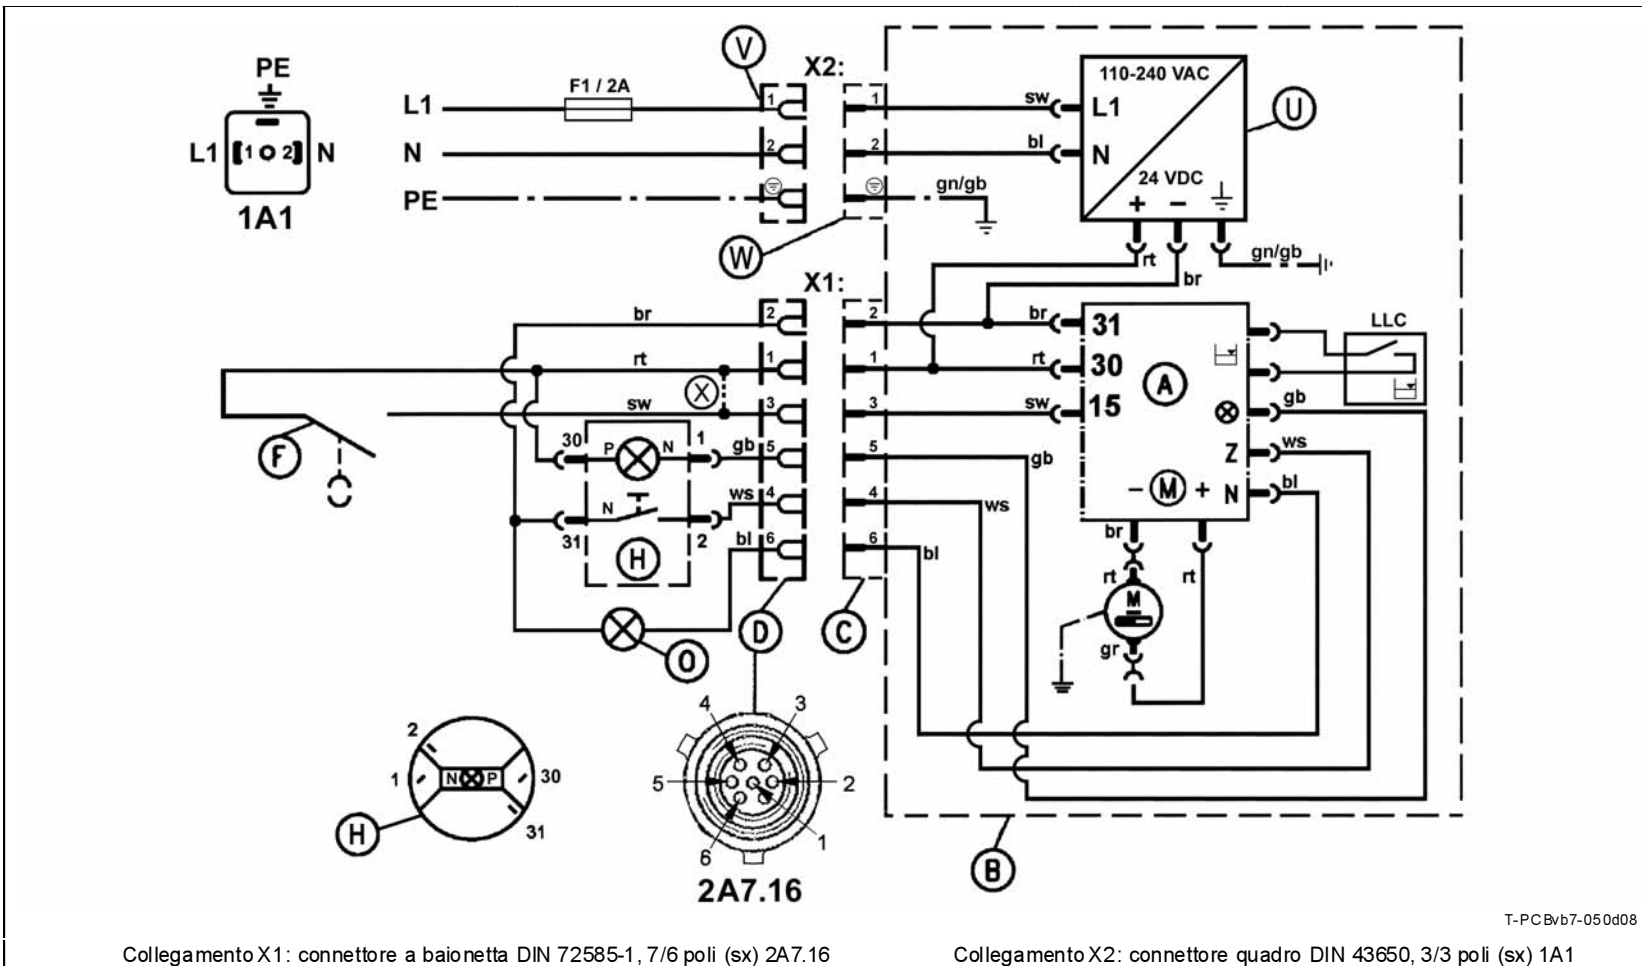 PE
L1 1 2 N
1A1
L1 F1 / 2A 1
N 2
PE
V
X2:
W
1 sw L1
2 bl N
gn/gb
110-240 VAC
24 VDC
+ −
U
rt
br
gn/gb
X1:
br 2
rt 1
X
sw 3
F
30 P N 1 gb 5
N ws 4
31 H 2 bl 6
O
D
C
2 br 31
1 rt 30
3 sw 15
5 gb
4 ws
6 bl
A
LLC
gb
Z ws
− M + N bl
br
rt rt
M
gr
2
1 N P 30
31
H
4 3
5 2
6 1
2A7.16
B
T-PCBvb7-050d08
Collegamento X1: connettore a baionetta DIN 72585-1, 7/6 poli (sx) 2A7.16
Collegamento X2: connettore quadro DIN 43650, 3/3 poli (sx) 1A1